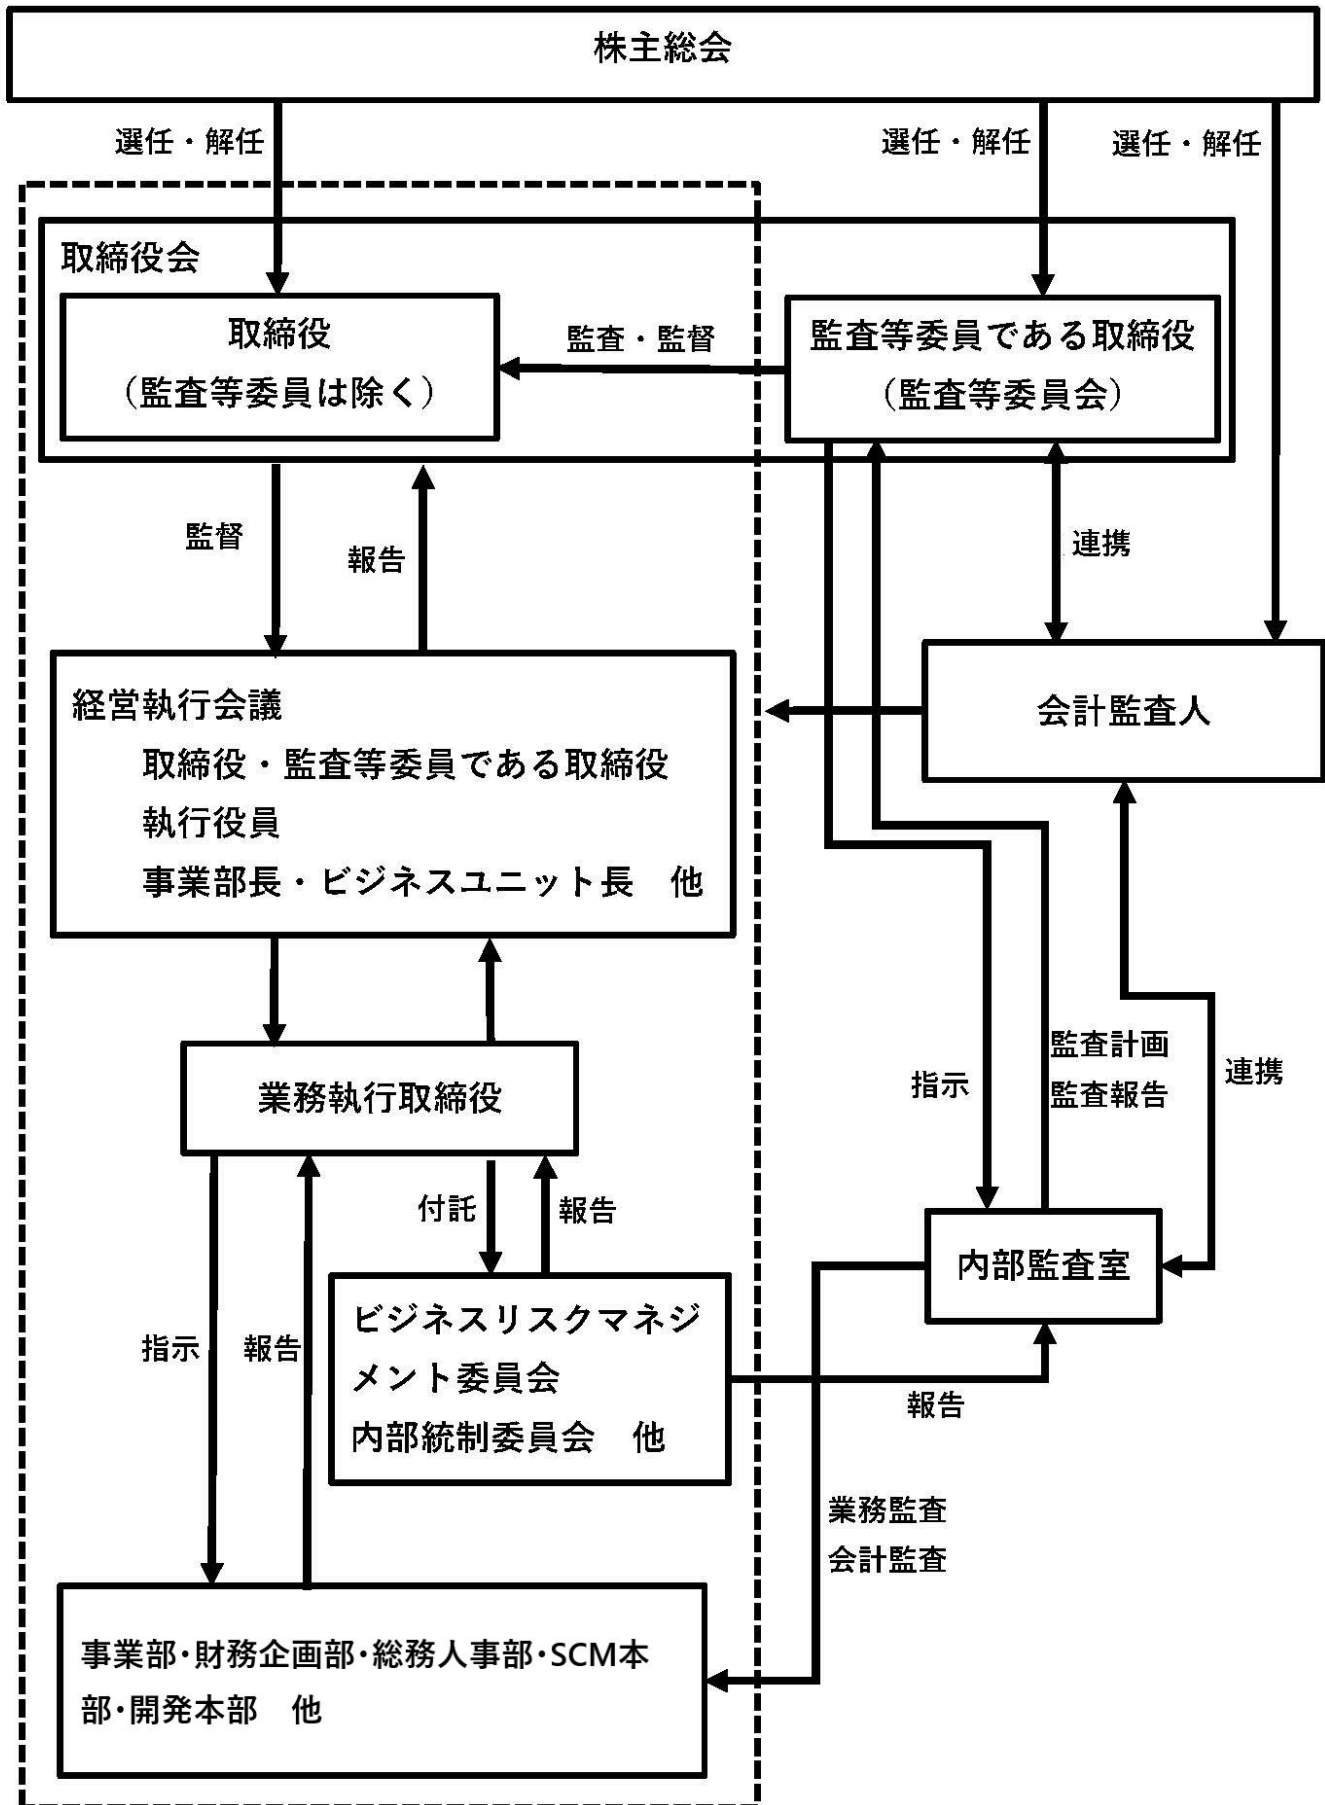 株主総会
選任・解任
選任・解任
選任・解任
取締役会
取締役
（監査等委員は除く）
監査・監督
監査等委員である取締役
（監査等委員会）
監督
報告
連携
経営執行会議
取締役・監査等委員である取締役
執行役員
事業部長・ビジネスユニット長　他
会計監査人
業務執行取締役
指示
監査計画
監査報告
連携
付託
報告
内部監査室
指示
報告
ビジネスリスクマネジ
メント委員会
内部統制委員会　他
報告
業務監査
会計監査
事業部・財務企画部・総務人事部・SCM本
部・開発本部　他